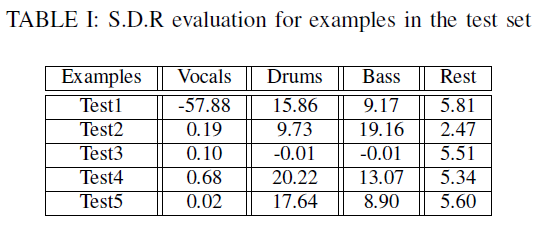 TABLE I: S.D.R evaluation for examples in the test set
Examples Vocals Drums Bass Rest
Test1 -57.88 15.86 9.17 5.81
Test2 0.19 9.73 19.16 2.47
Test3 0.10 -0.01 -0.01 5.51
Test4 0.68 20.22 13.07 5.34
Test5 0.02 17.64 8.90 5.60